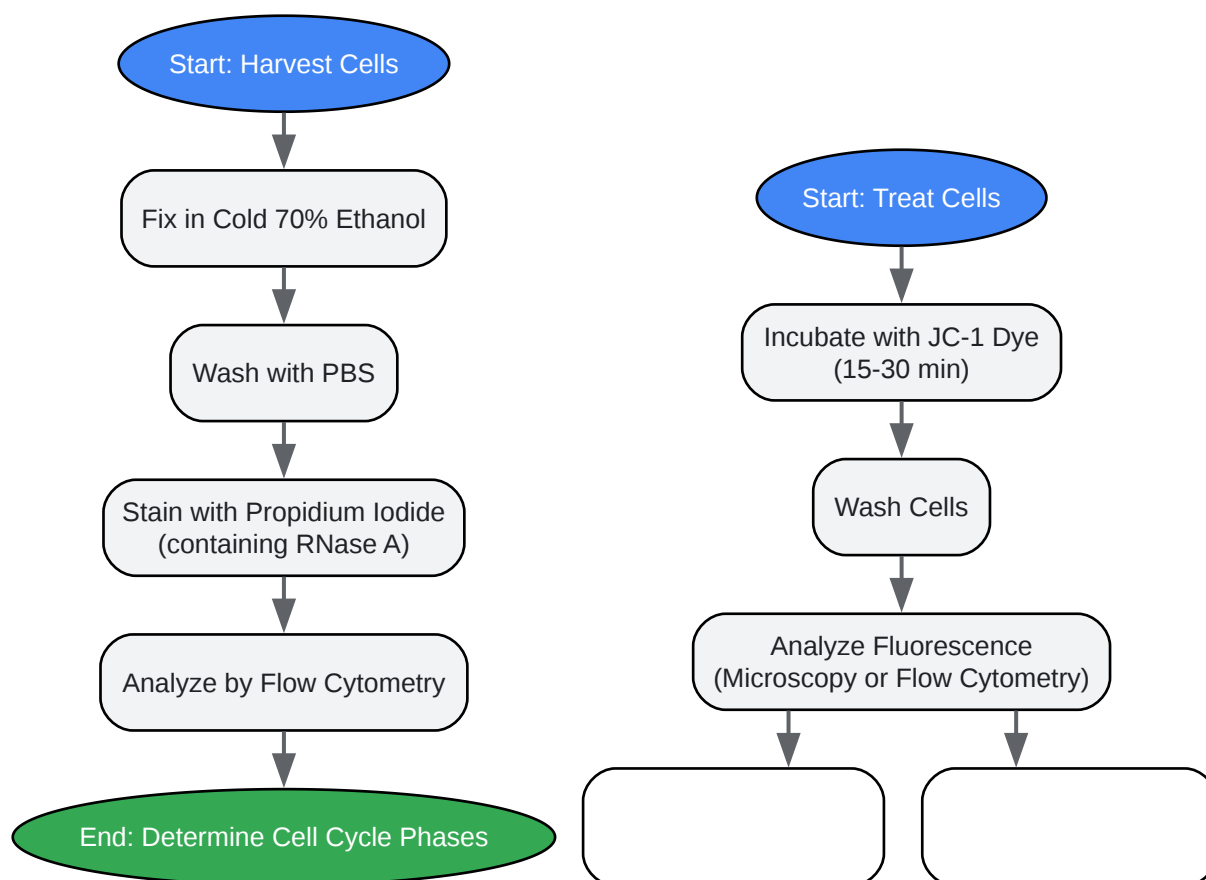 Start: Harvest Cells
Fix in Cold 70% Ethanol
Wash with PBS
Stain with Propidium Iodide
(containing RNase A)
Analyze by Flow Cytometry
End: Determine Cell Cycle Phases
Start: Treat Cells
Incubate with JC-1 Dye
(15-30 min)
Wash Cells
Analyze Fluorescence
(Microscopy or Flow Cytometry)